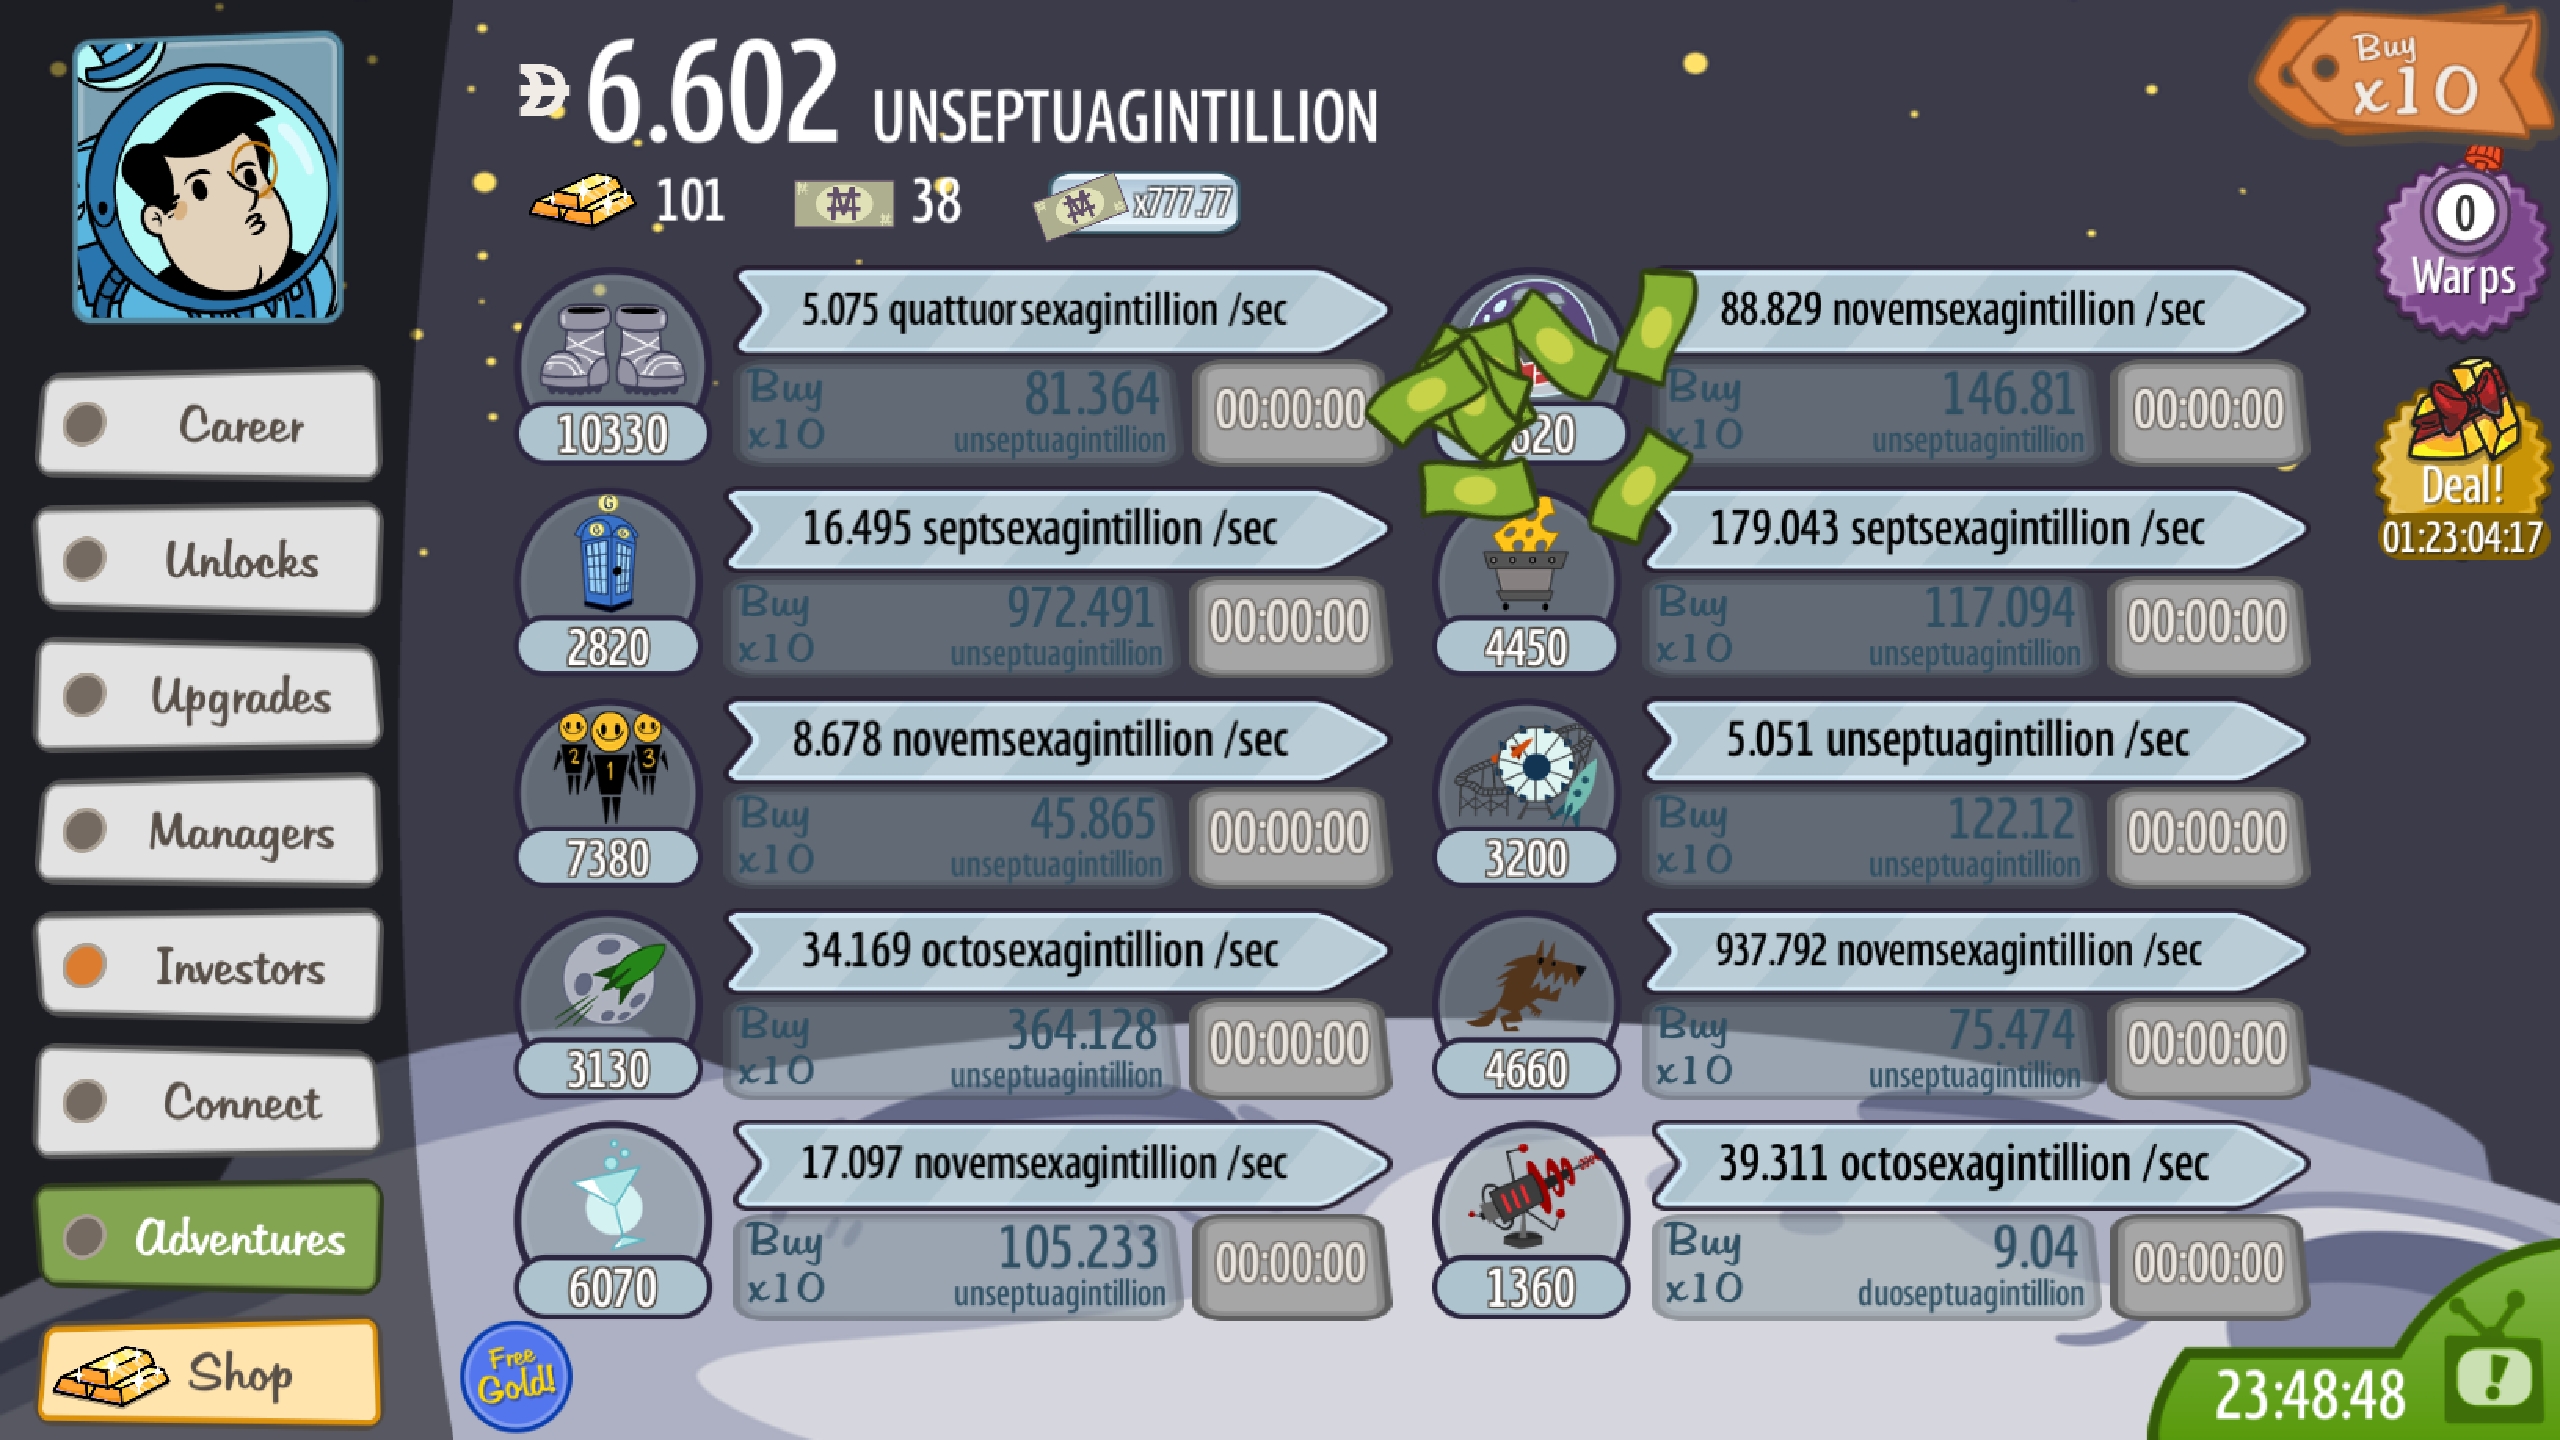 6.602 UNSEPTUAGINTILLION
Buy
x10
101
38
x777.77
0
Warps
Deal!
01:23:04:17
Career
Unlocks
Upgrades
Managers
Investors
Connect
Adventures
Shop
5.075 quattuorsexagintillion /sec
Buy
x10
81.364
unseptuagintillion
00:00:00
10330
88.829 novemsexagintillion /sec
Buy
x10
146.81
unseptuagintillion
00:00:00
G
16.495 septsexagintillion /sec
Buy
x10
972.491
unseptuagintillion
00:00:00
2820
179.043 septsexagintillion /sec
Buy
x10
117.094
unseptuagintillion
00:00:00
4450
2 1 3
8.678 novemsexagintillion /sec
Buy
x10
45.865
unseptuagintillion
00:00:00
7380
5.051 unseptuagintillion /sec
Buy
x10
122.12
unseptuagintillion
00:00:00
3200
34.169 octosexagintillion /sec
Buy
x10
364.128
unseptuagintillion
00:00:00
3130
937.792 novemsexagintillion /sec
Buy
x10
75.474
unseptuagintillion
00:00:00
4660
17.097 novemsexagintillion /sec
Buy
x10
105.233
unseptuagintillion
00:00:00
6070
39.311 octosexagintillion /sec
Buy
x10
9.04
duoseptuagintillion
00:00:00
1360
Free
Gold!
23:48:48
!